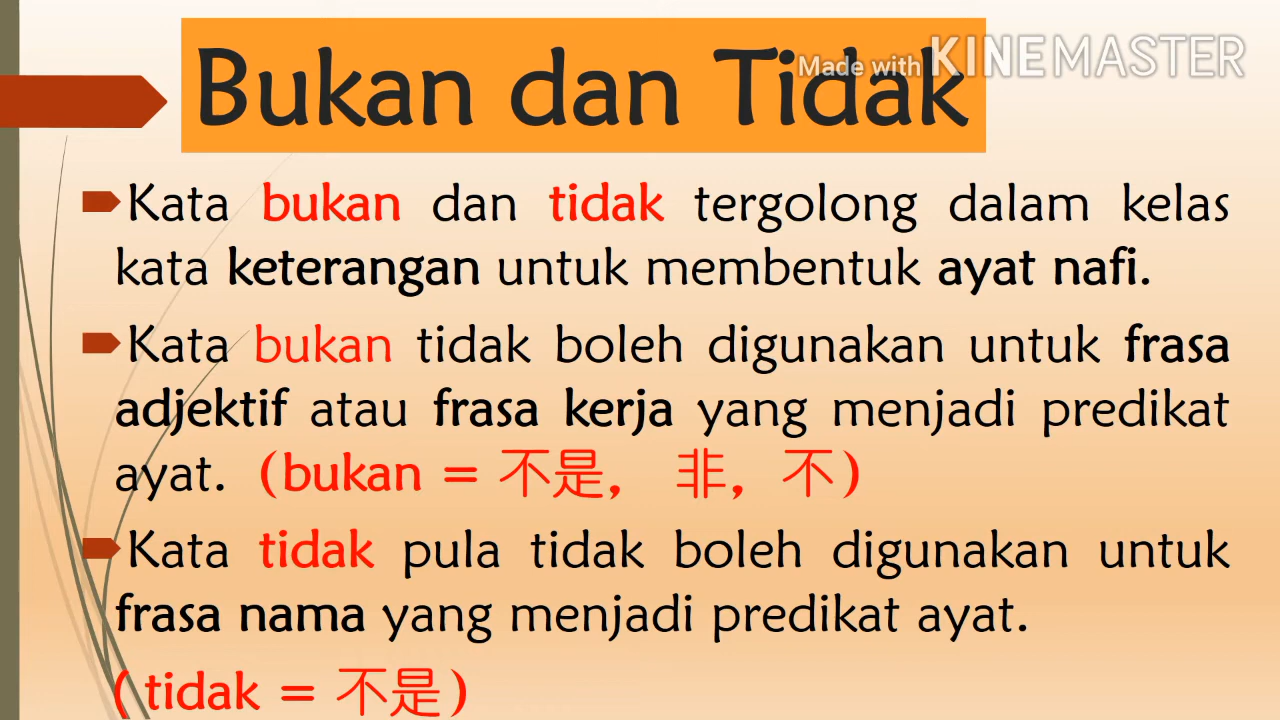 Bukan dan Tidak
Made with KINEMASTER
Kata bukan dan tidak tergolong dalam kelas
kata keterangan untuk membentuk ayat nafi.
Kata bukan tidak boleh digunakan untuk frasa
adjektif atau frasa kerja yang menjadi predikat
ayat. (bukan = 不是, 非, 不)
Kata tidak pula tidak boleh digunakan untuk
frasa nama yang menjadi predikat ayat.
(tidak = 不是)